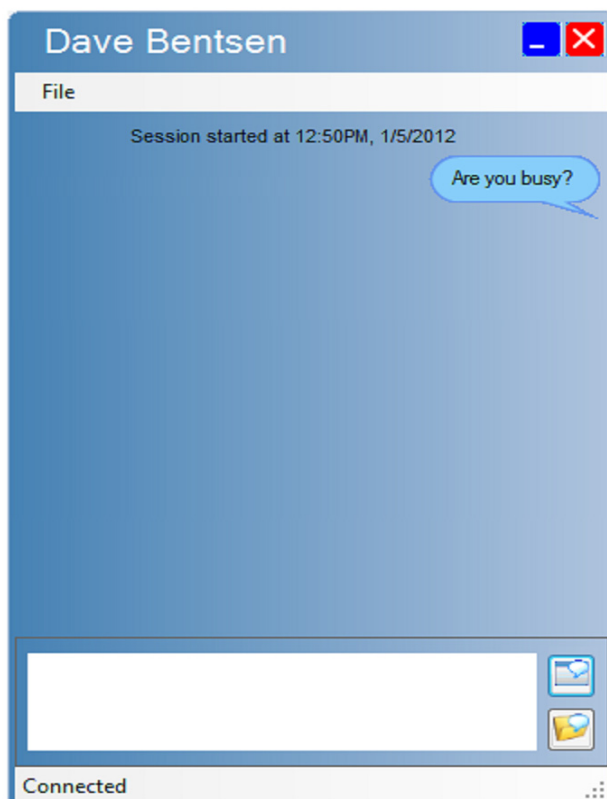 Dave Bentsen
File
Session started at 12:50PM, 1/5/2012
Are you busy?
Connected